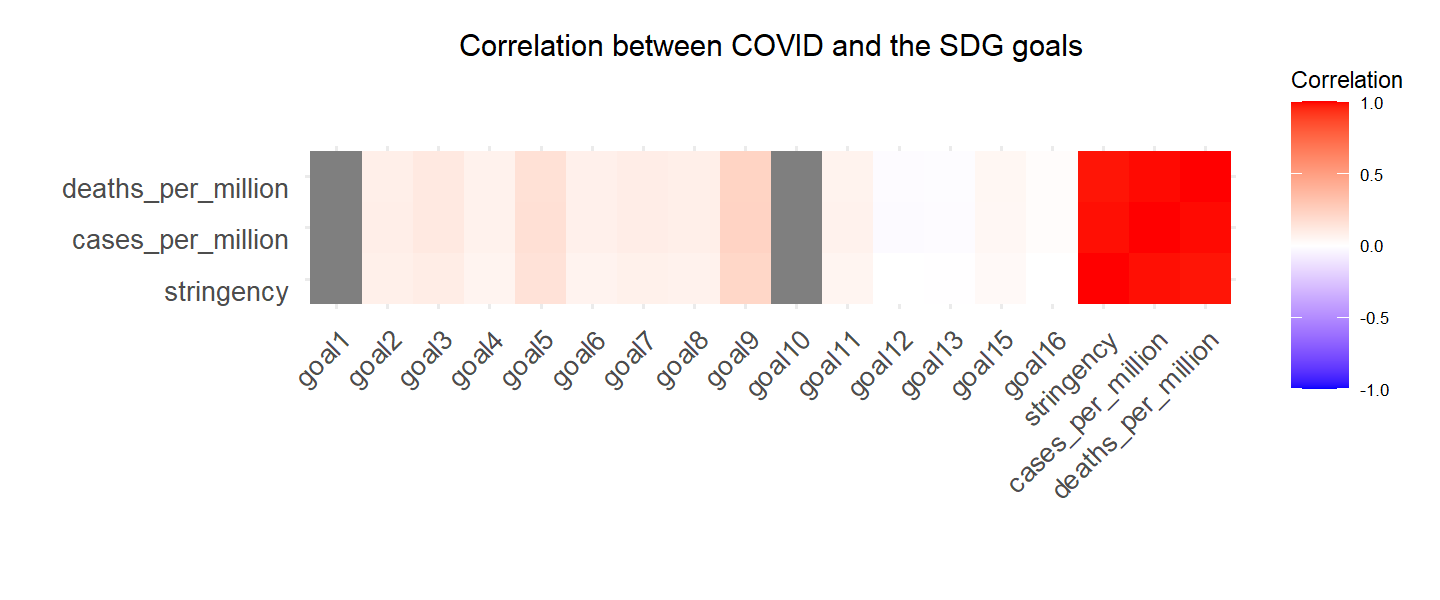 Correlation between COVID and the SDG goals
Correlation
1.0
0.5
0.0
-0.5
-1.0
deaths_per_million
cases_per_million
stringency
goal1
goal2
goal3
goal4
goal5
goal6
goal7
goal8
goal9
goal10
goal11
goal12
goal13
goal15
goal16
stringency
cases_per_million
deaths_per_million